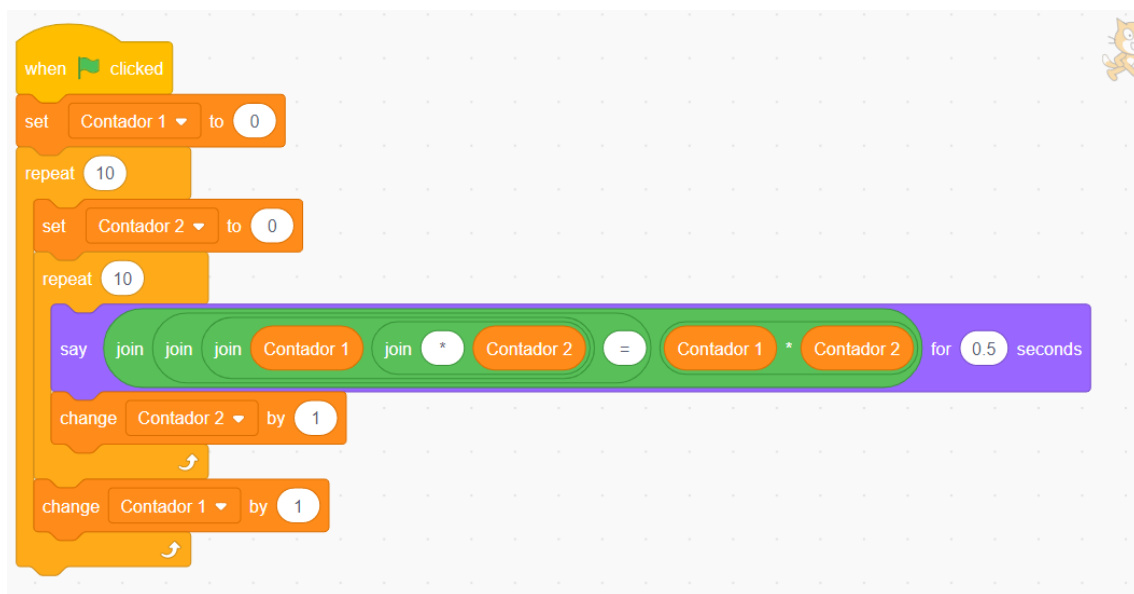 when clicked
set Contador 1 to 0
repeat 10
set Contador 2 to 0
repeat 10
say join join join Contador 1 join * Contador 2 = Contador 1 * Contador 2 for 0.5 seconds
change Contador 2 by 1
change Contador 1 by 1